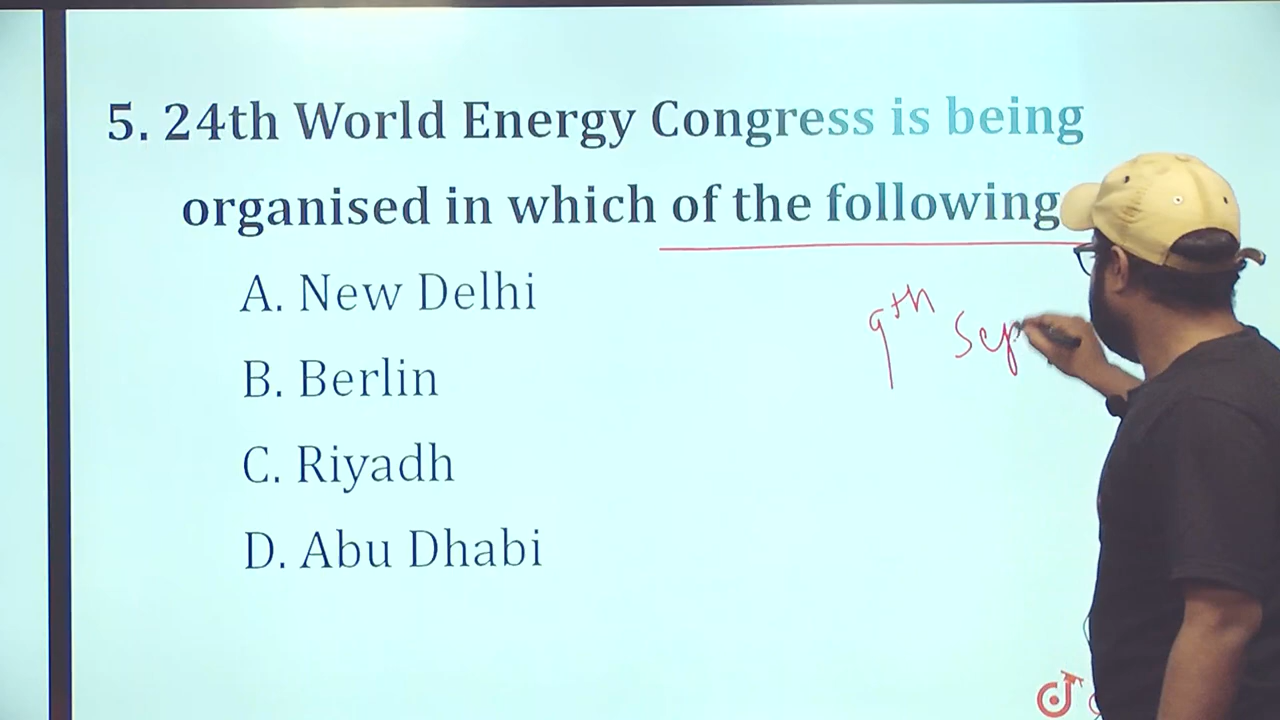 5. 24th World Energy Congress is being
organised in which of the following
A. New Delhi
9th Sep
B. Berlin
C. Riyadh
D. Abu Dhabi